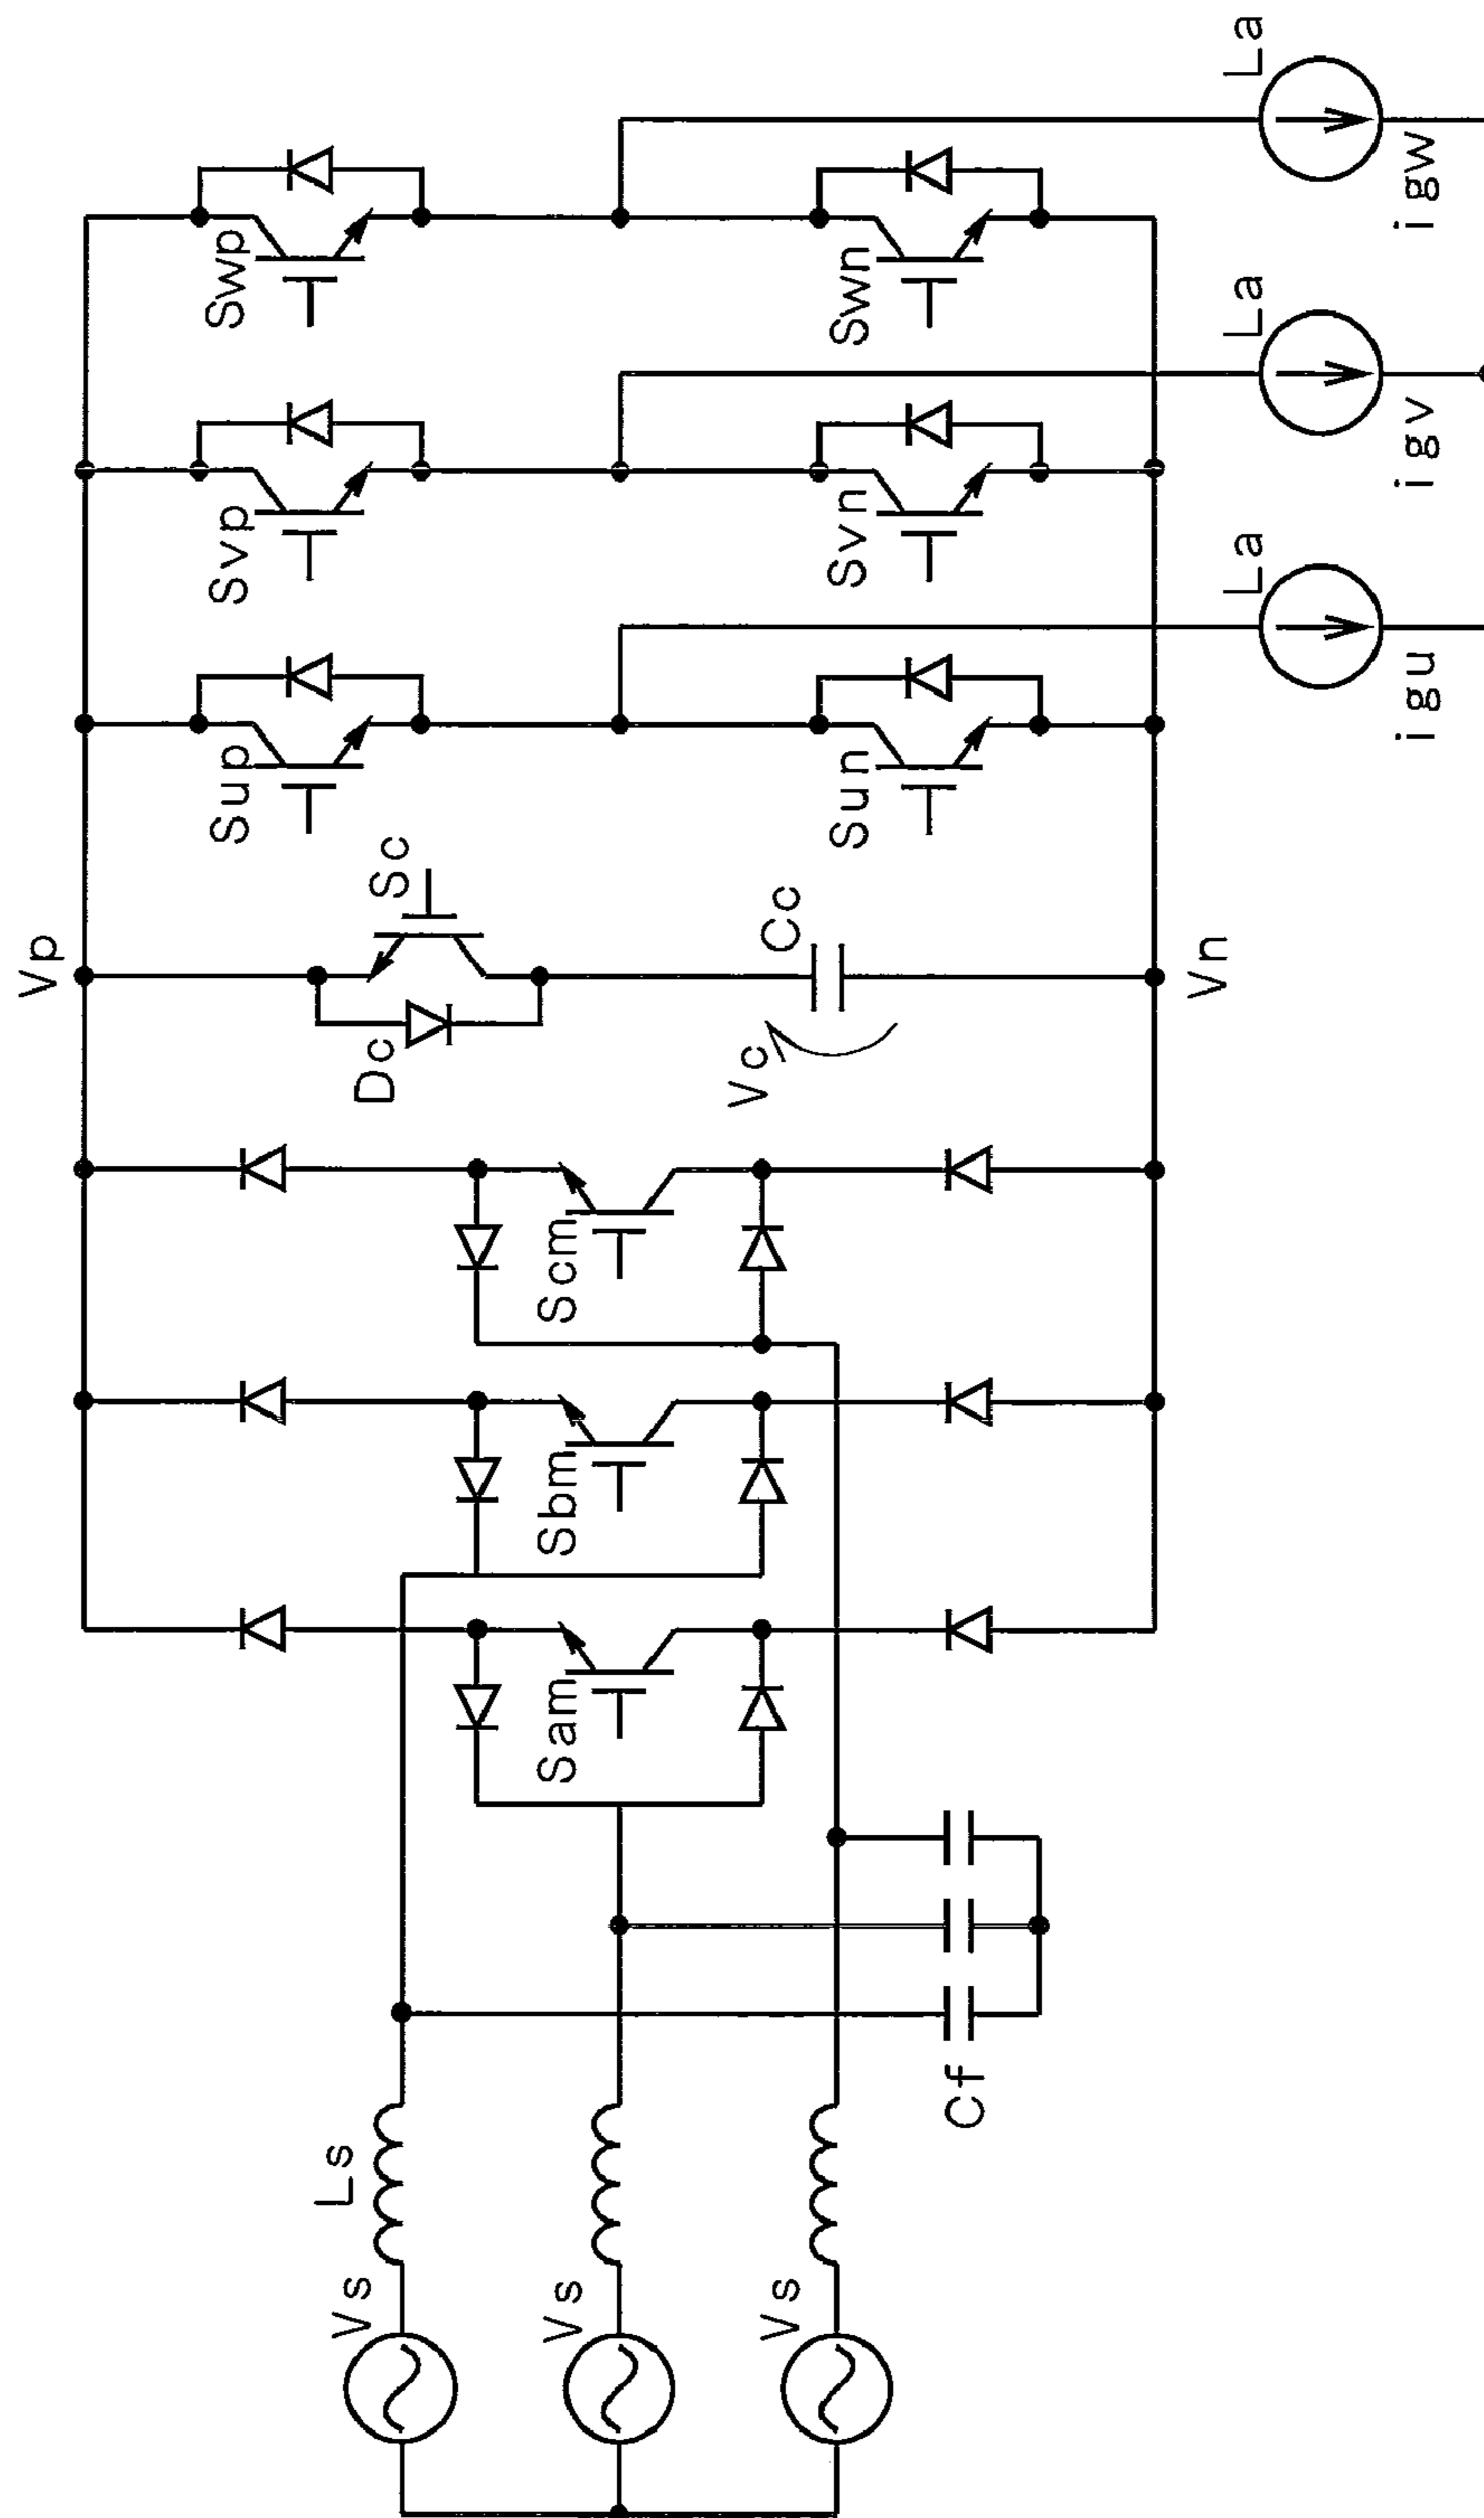 Vs
Vs
Vs
Ls
Cf
Sam
Sbm
Scm
Vp
Dc
Sc
Vc
Cc
Vn
Sup
Svp
Swp
Sun
Svn
Swn
La
La
La
igu
igv
igw